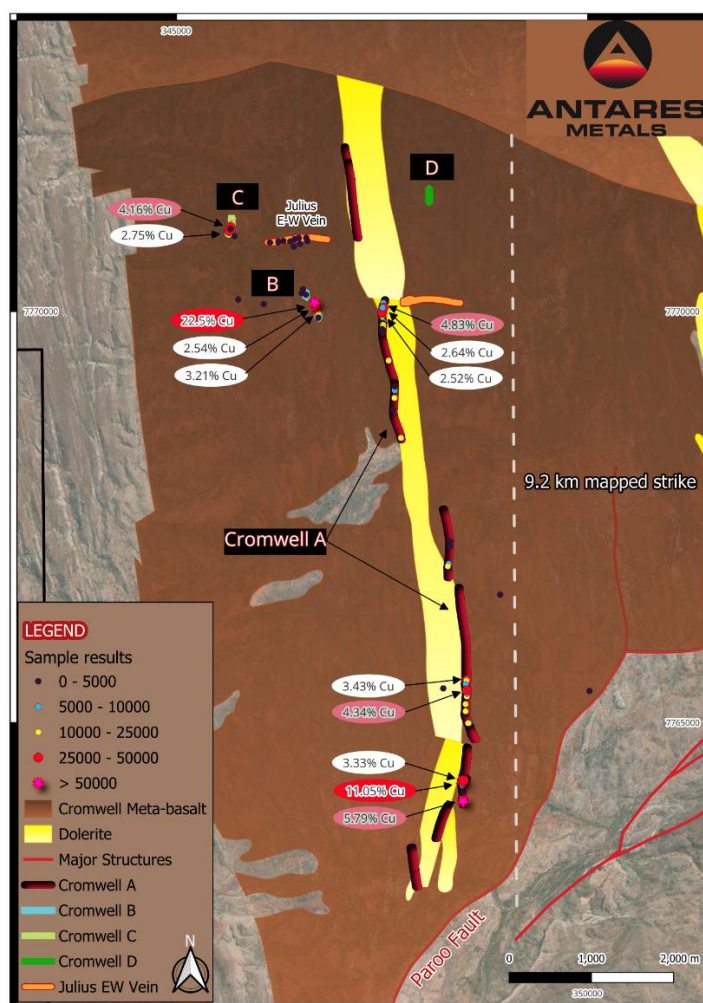 345000
ANTARES
METALS
D
C
4.16% Cu
Julius
E-W Vein
2.75% Cu
B
7770000
7770000
22.5% Cu
4.83% Cu
2.54% Cu
2.64% Cu
3.21% Cu
2.52% Cu
9.2 km mapped strike
Cromwell A
LEGEND
Sample results
0 - 5000
5000 - 10000
10000 - 25000
25000 - 50000
> 50000
Cromwell Meta-basalt
Dolerite
Major Structures
Cromwell A
Cromwell B
Cromwell C
Cromwell D
Julius EW Vein
N
3.43% Cu
4.34% Cu
7765000
3.33% Cu
11.05% Cu
5.79% Cu
Paroo Fault
0 1,000 2,000 m
350000